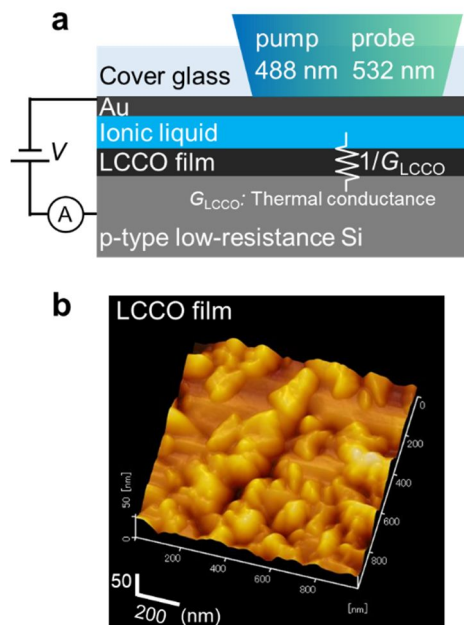 a
pump probe
488 nm 532 nm
Cover glass
Au
Ionic liquid
LCCO film
1/G_LCCO
G_LCCO: Thermal conductance
p-type low-resistance Si
V
A
b
LCCO film
0
200
400
600
800
[nm]
50
0
200
400
600
800
[nm]
50
200 (nm)